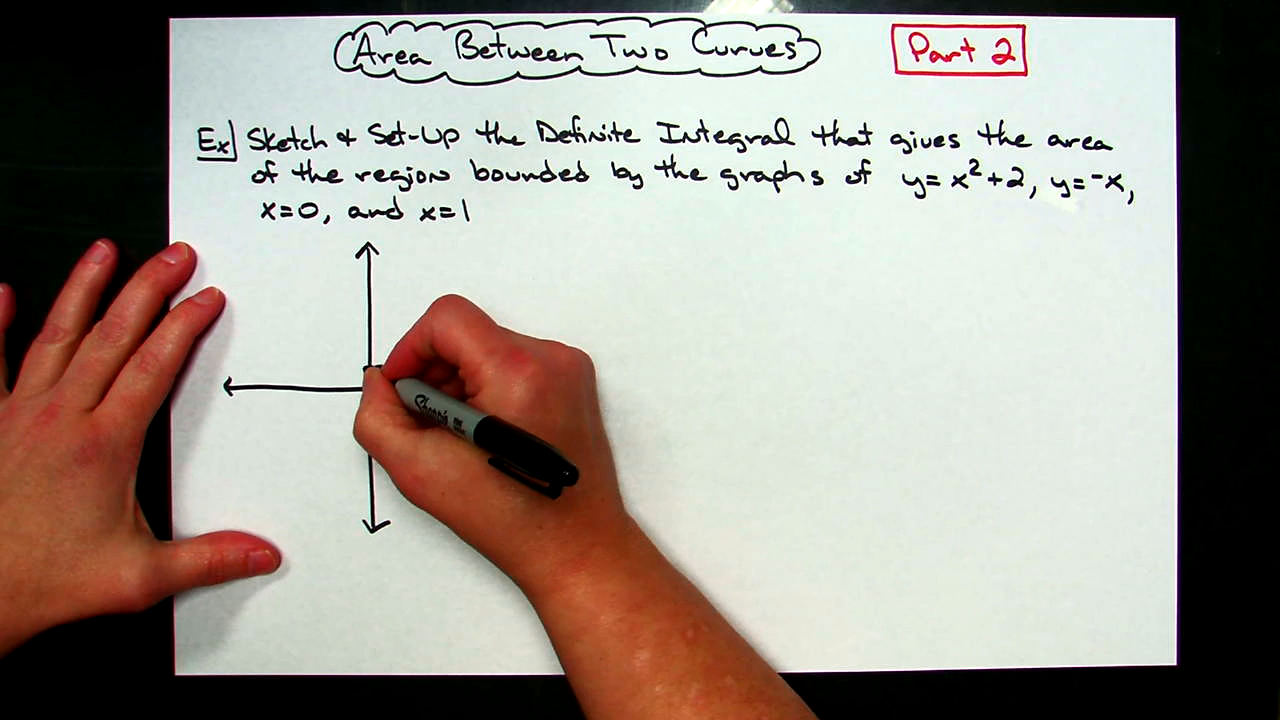 Area Between Two Curves
Part 2
Ex] Sketch & Set-Up the Definite Integral that gives the area
of the region bounded by the graphs of y=x²+2, y=-x,
x=0, and x=1
Sharpie